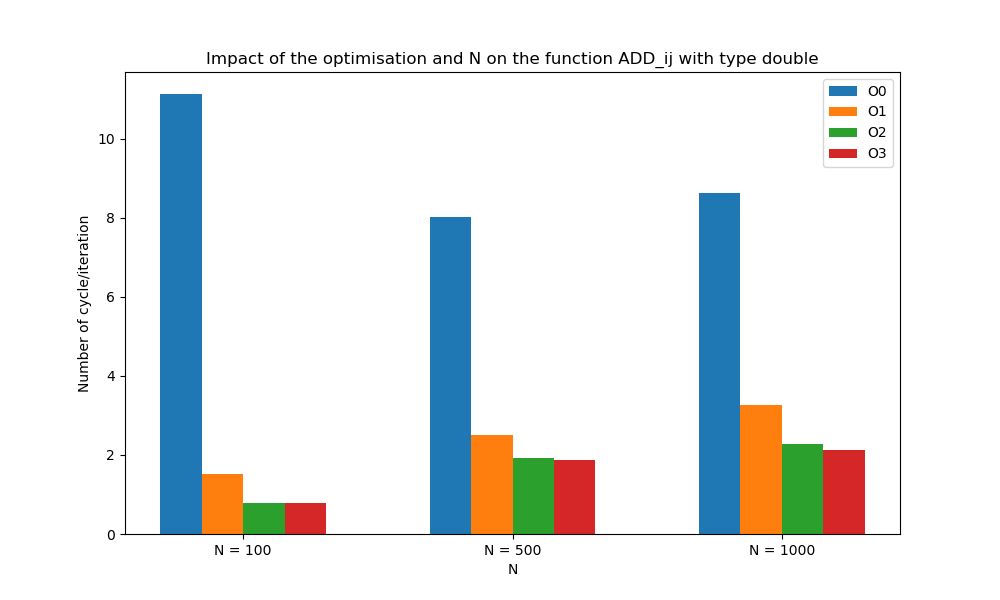 Impact of the optimisation and N on the function ADD_ij with type double
O0
O1
O2
O3
Number of cycle/iteration
10
8
6
4
2
0
N = 100
N = 500
N = 1000
N